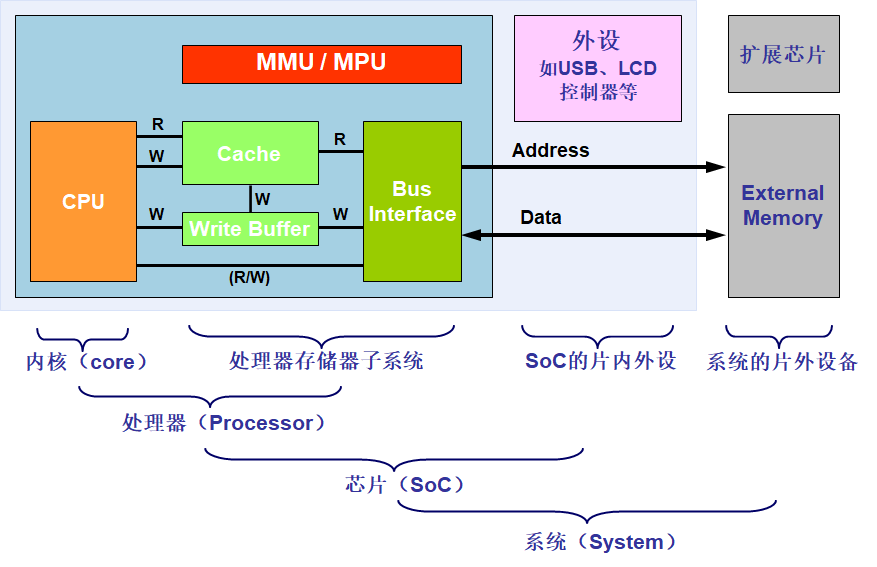 MMU / MPU
外设
如USB、LCD
控制器等
扩展芯片
CPU
R
W
Cache
R
W
W
Write Buffer
W
(R/W)
Bus
Interface
Address
Data
External
Memory
内核（core）
处理器存储器子系统
SoC的片内外设
系统的片外设备
处理器（Processor）
芯片（SoC）
系统（System）